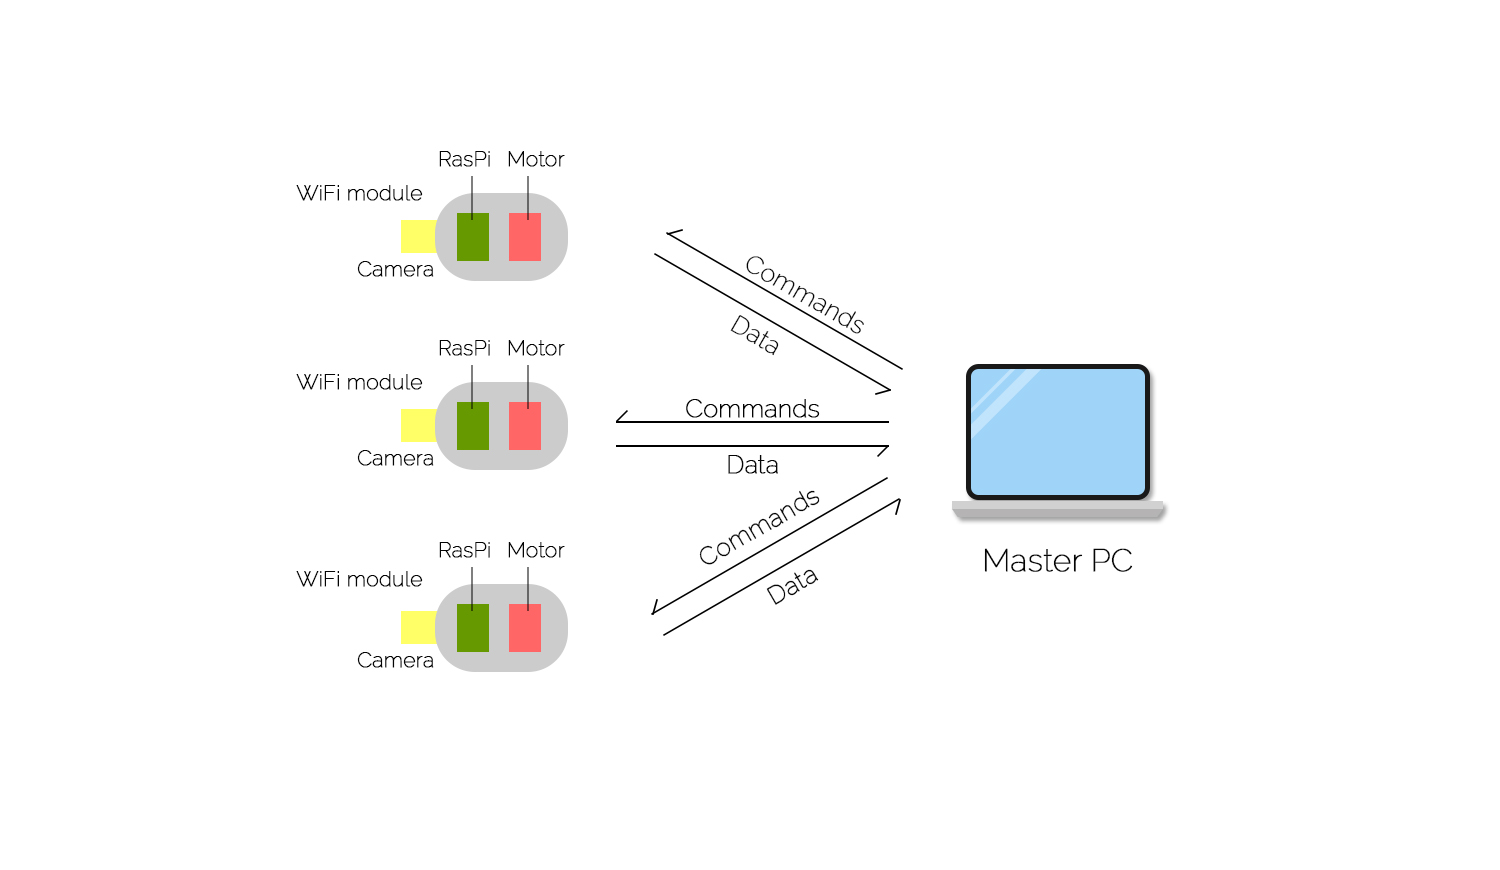 RasPi Motor
WiFi module
Camera
Commands
Data
RasPi Motor
WiFi module
Camera
Commands
Data
Commands
Data
Master PC
RasPi Motor
WiFi module
Camera